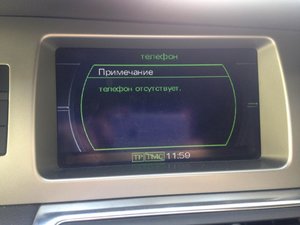 телефон
Примечание
телефон отсутствует.
TP TMC 11:59